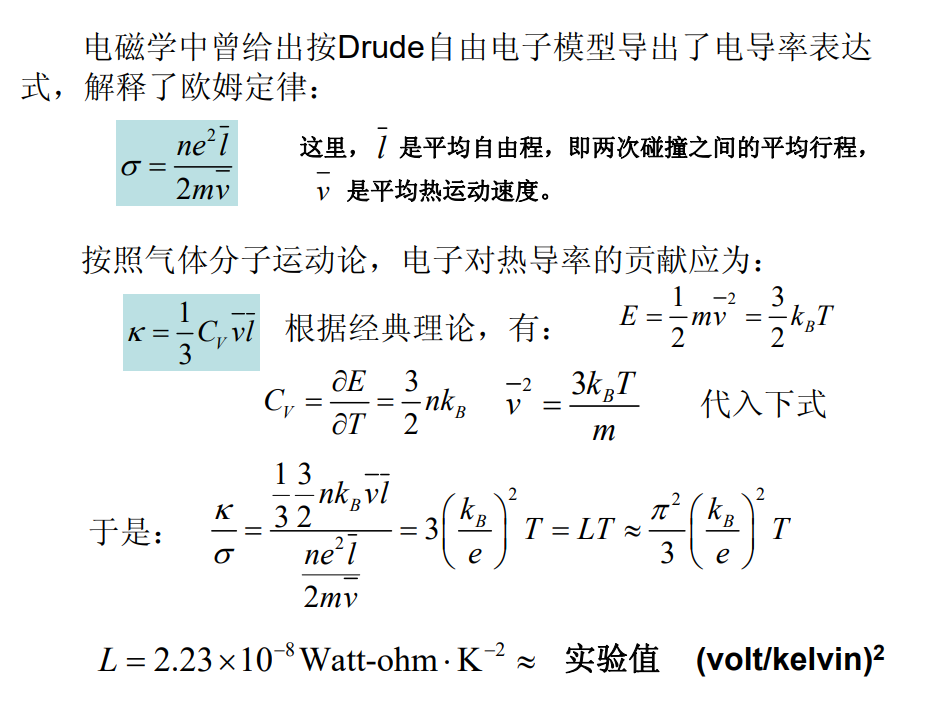 电磁学中曾给出按Drude自由电子模型导出了电导率表达
式，解释了欧姆定律：
$\sigma = \frac{ne^2\bar{l}}{2m\bar{v}}$ 这里，$\bar{l}$ 是平均自由程，即两次碰撞之间的平均行程，
$\bar{v}$ 是平均热运动速度。
按照气体分子运动论，电子对热导率的贡献应为：
$\kappa = \frac{1}{3}C_V\bar{v}\bar{l}$ 根据经典理论，有： $E = \frac{1}{2}m\bar{v}^2 = \frac{3}{2}k_BT$
$C_V = \frac{\partial E}{\partial T} = \frac{3}{2}nk_B$ $\bar{v}^2 = \frac{3k_BT}{m}$ 代入下式
于是： $\frac{\kappa}{\sigma} = \frac{\frac{1}{3}\frac{3}{2}nk_B\bar{v}\bar{l}}{\frac{ne^2\bar{l}}{2m\bar{v}}} = 3\left(\frac{k_B}{e}\right)^2 T = LT \approx \frac{\pi^2}{3}\left(\frac{k_B}{e}\right)^2 T$
$L = 2.23 \times 10^{-8} \text{Watt-ohm} \cdot \text{K}^{-2} \approx$ 实验值 (volt/kelvin)²